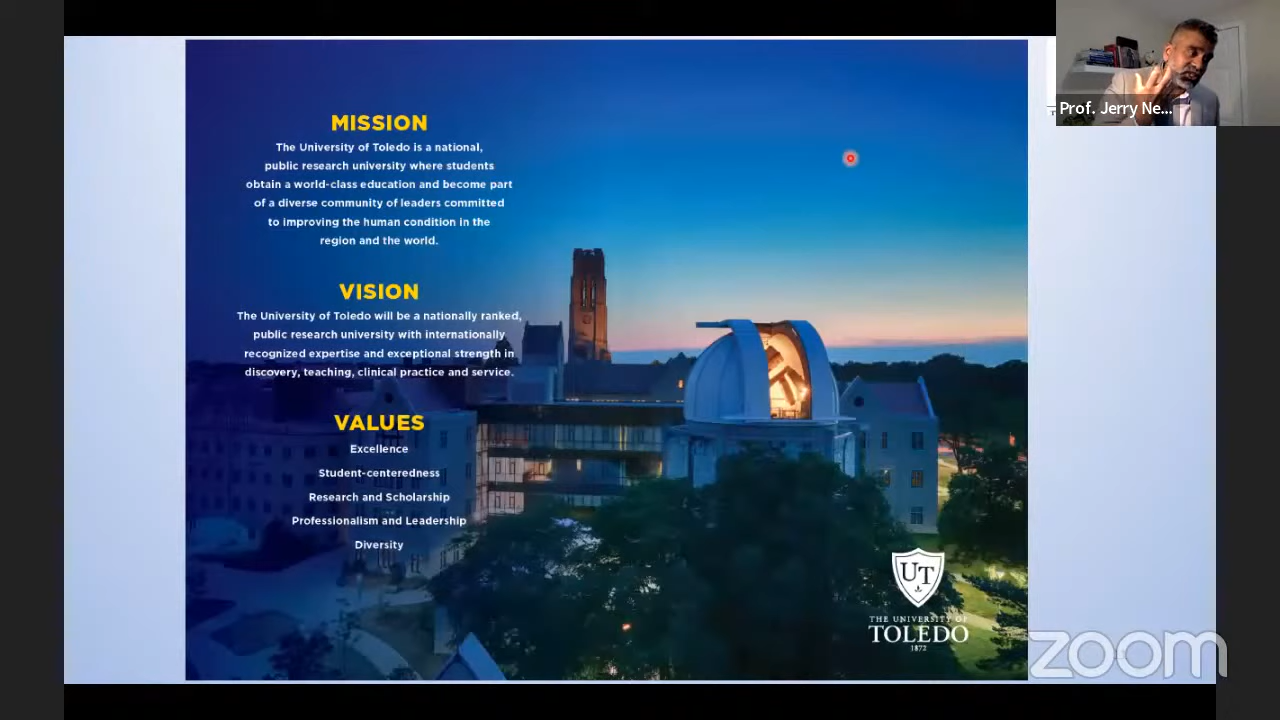 Prof. Jerry Ne...
MISSION
The University of Toledo is a national,
public research university where students
obtain a world-class education and become part
of a diverse community of leaders committed
to improving the human condition in the
region and the world.
VISION
The University of Toledo will be a nationally ranked,
public research university with internationally
recognized expertise and exceptional strength in
discovery, teaching, clinical practice and service.
VALUES
Excellence
Student-centeredness
Research and Scholarship
Professionalism and Leadership
Diversity
UT
THE UNIVERSITY OF
TOLEDO
1872
zoom